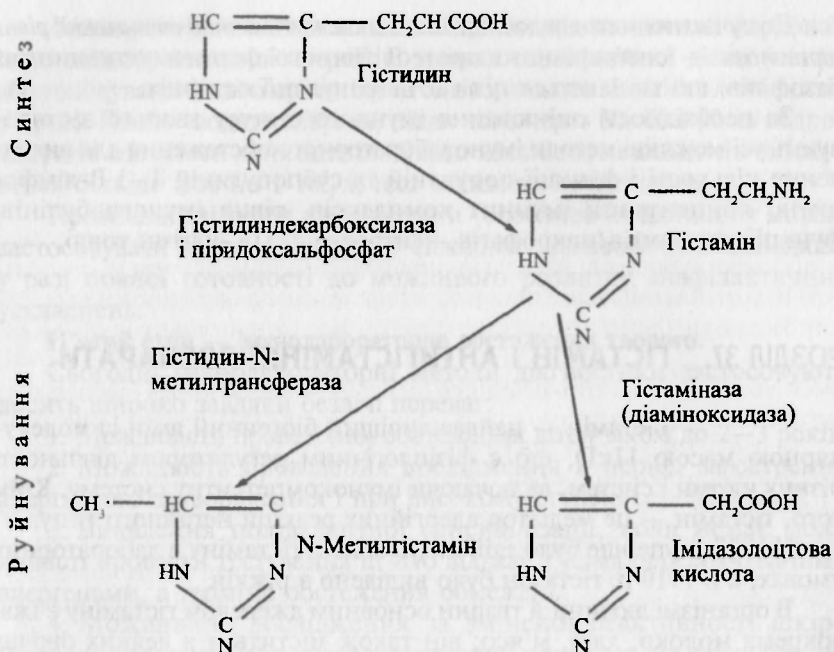 Синтез
HC C CH₂CH COOH
Гістидин
HN N
C
N
HC C CH₂CH₂NH₂
Гістидиндекарбоксилаза
і піридоксальфосфат
Гістамін
HN N
C
N
Руйнування
Гістидин-N-
метилтрансфераза
Гістаміназа
(діаміноксидаза)
CH₃ HC C
HC C CH₂COOH
N-Метилгістамін
Імідазолоцтова
кислота
HN N
HN N
C
N
C
N